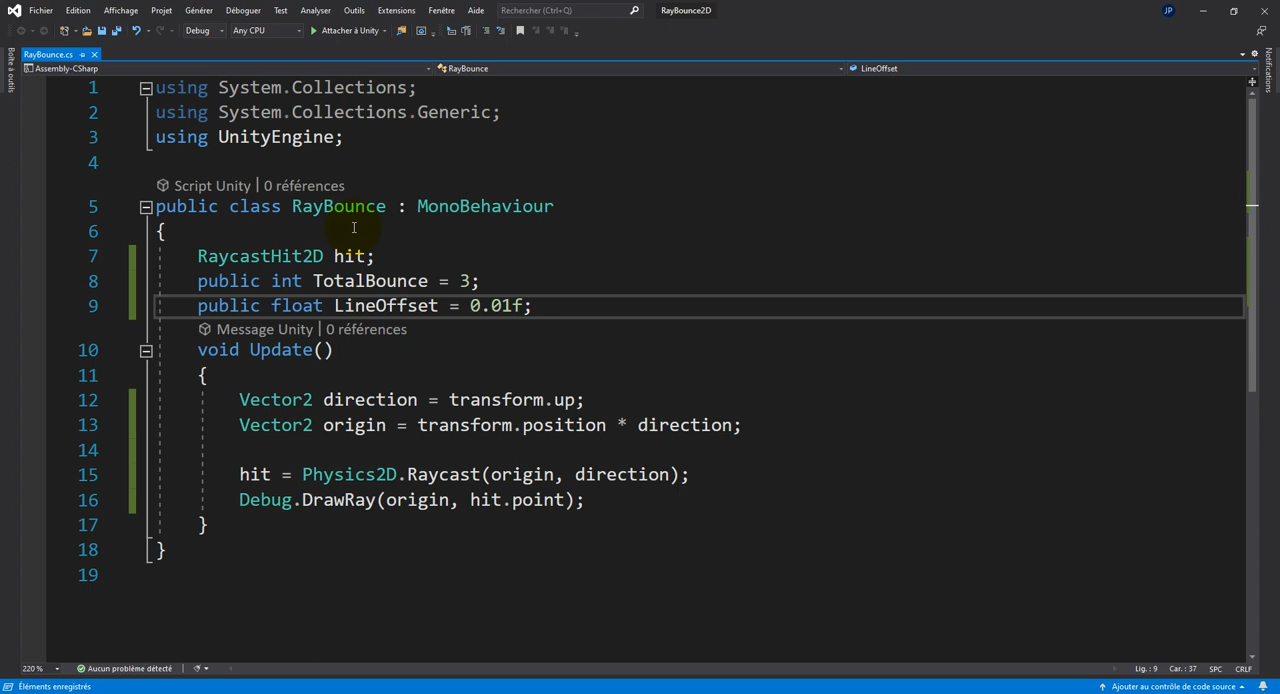 Fichier Edition Affichage Projet Générer Déboguer Test Analyser Outils Extensions Fenêtre Aide Rechercher (Ctrl+Q) RayBounce2D JP
Debug Any CPU Attacher à Unity
RayBounce.cs
Assembly-CSharp RayBounce LineOffset
Boîte à outils
Notifications
1 using System.Collections;
2 using System.Collections.Generic;
3 using UnityEngine;
4
Script Unity | 0 références
5 public class RayBounce : MonoBehaviour
6 {
7 RaycastHit2D hit;
8 public int TotalBounce = 3;
9 public float LineOffset = 0.01f;
Message Unity | 0 références
10 void Update()
11 {
12 Vector2 direction = transform.up;
13 Vector2 origin = transform.position * direction;
14
15 hit = Physics2D.Raycast(origin, direction);
16 Debug.DrawRay(origin, hit.point);
17 }
18 }
19
220 % Aucun problème détecté Lig. : 9 Car. : 37 SPC CRLF
Éléments enregistrés Ajouter au contrôle de code source